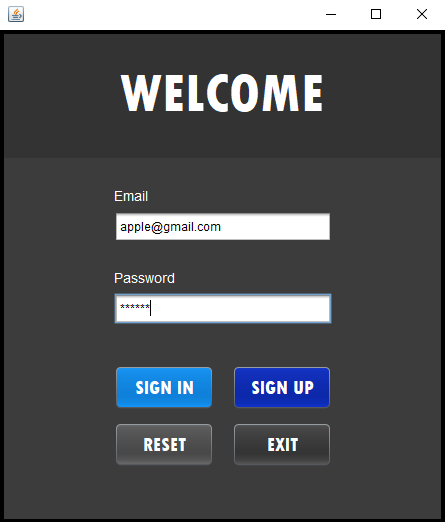 WELCOME
Email
apple@gmail.com
Password
******
SIGN IN
SIGN UP
RESET
EXIT